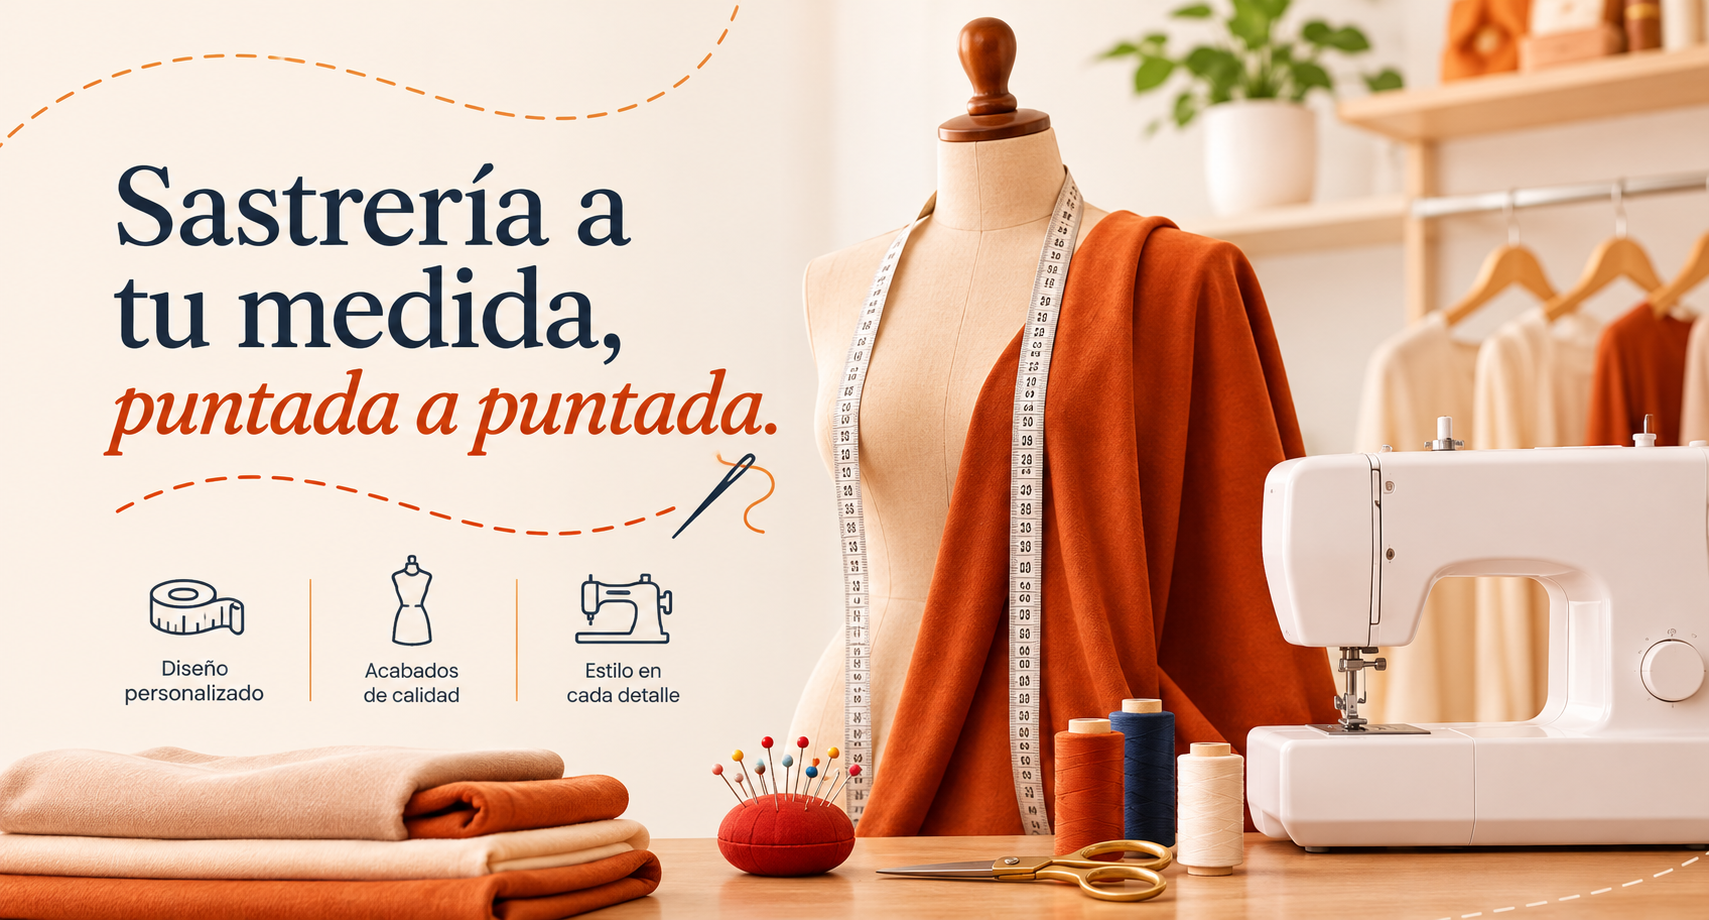 Sastrería a
tu medida,
puntada a puntada.
Diseño
personalizado
Acabados
de calidad
Estilo en
cada detalle